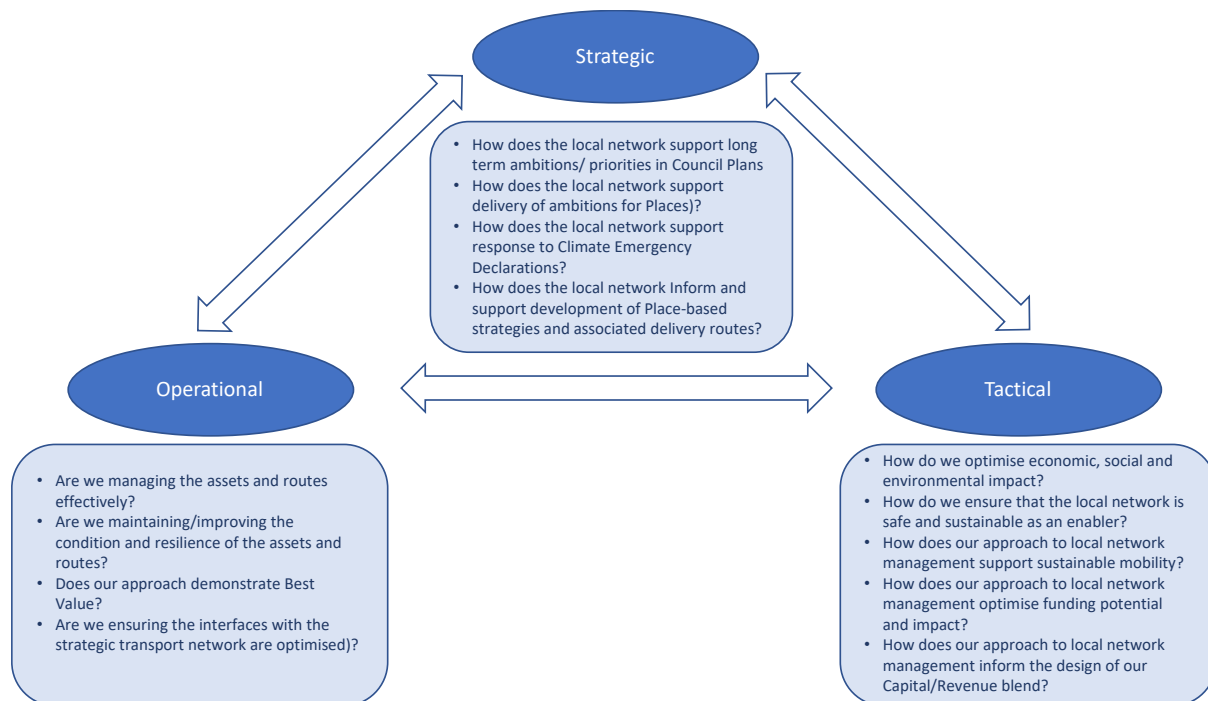 Strategic
• How does the local network support long
term ambitions/ priorities in Council Plans
• How does the local network support
delivery of ambitions for Places)?
• How does the local network support
response to Climate Emergency
Declarations?
• How does the local network Inform and
support development of Place-based
strategies and associated delivery routes?
Operational
• Are we managing the assets and routes
effectively?
• Are we maintaining/improving the
condition and resilience of the assets and
routes?
• Does our approach demonstrate Best
Value?
• Are we ensuring the interfaces with the
strategic transport network are optimised)?
Tactical
• How do we optimise economic, social and
environmental impact?
• How do we ensure that the local network is
safe and sustainable as an enabler?
• How does our approach to local network
management support sustainable mobility?
• How does our approach to local network
management optimise funding potential
and impact?
• How does our approach to local network
management inform the design of our
Capital/Revenue blend?